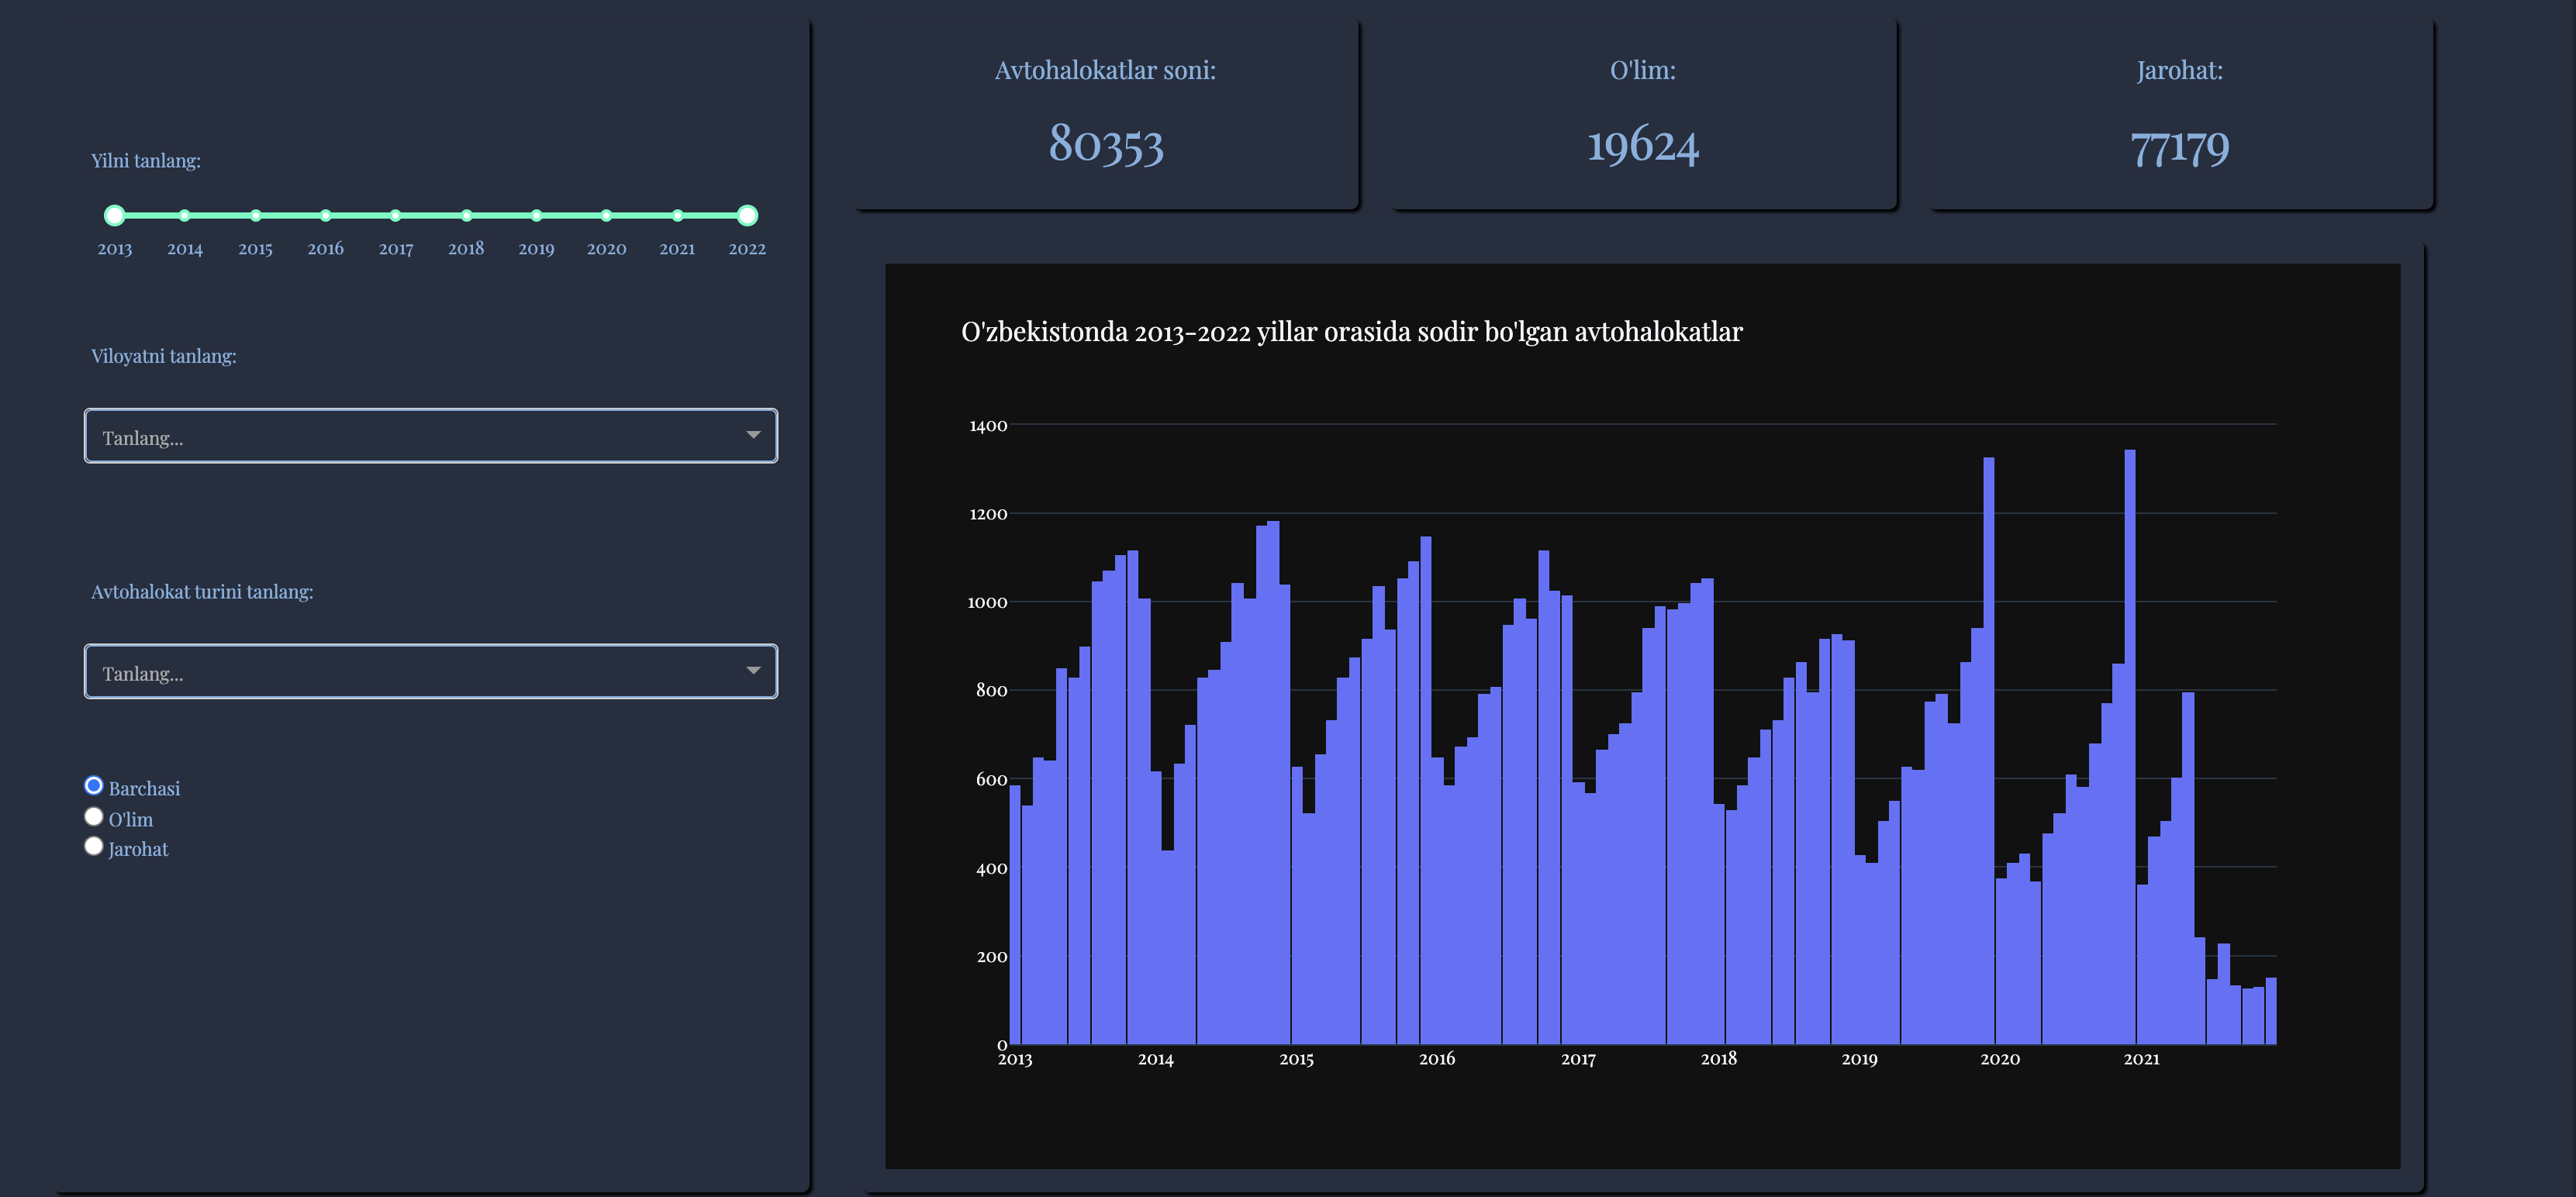 Yilni tanlang:
2013 2014 2015 2016 2017 2018 2019 2020 2021 2022
Viloyatni tanlang:
Tanlang...
Avtohalokat turini tanlang:
Tanlang...
Barchasi
O'lim
Jarohat
Avtohalokatlar soni:
80353
O'lim:
19624
Jarohat:
77179
O'zbekistonda 2013-2022 yillar orasida sodir bo'lgan avtohalokatlar
1400
1200
1000
800
600
400
200
0
2013 2014 2015 2016 2017 2018 2019 2020 2021